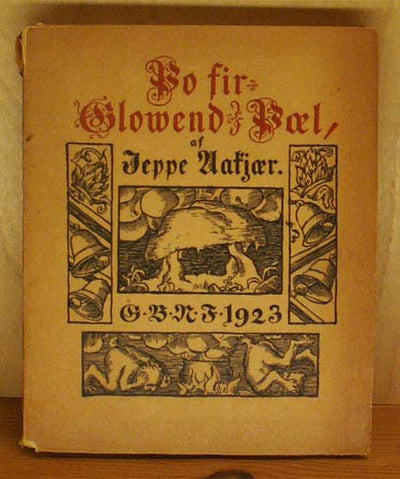 Po fir-
Glowend Pæl,
af
Jeppe Aakjær.
G·B·N·F·1923